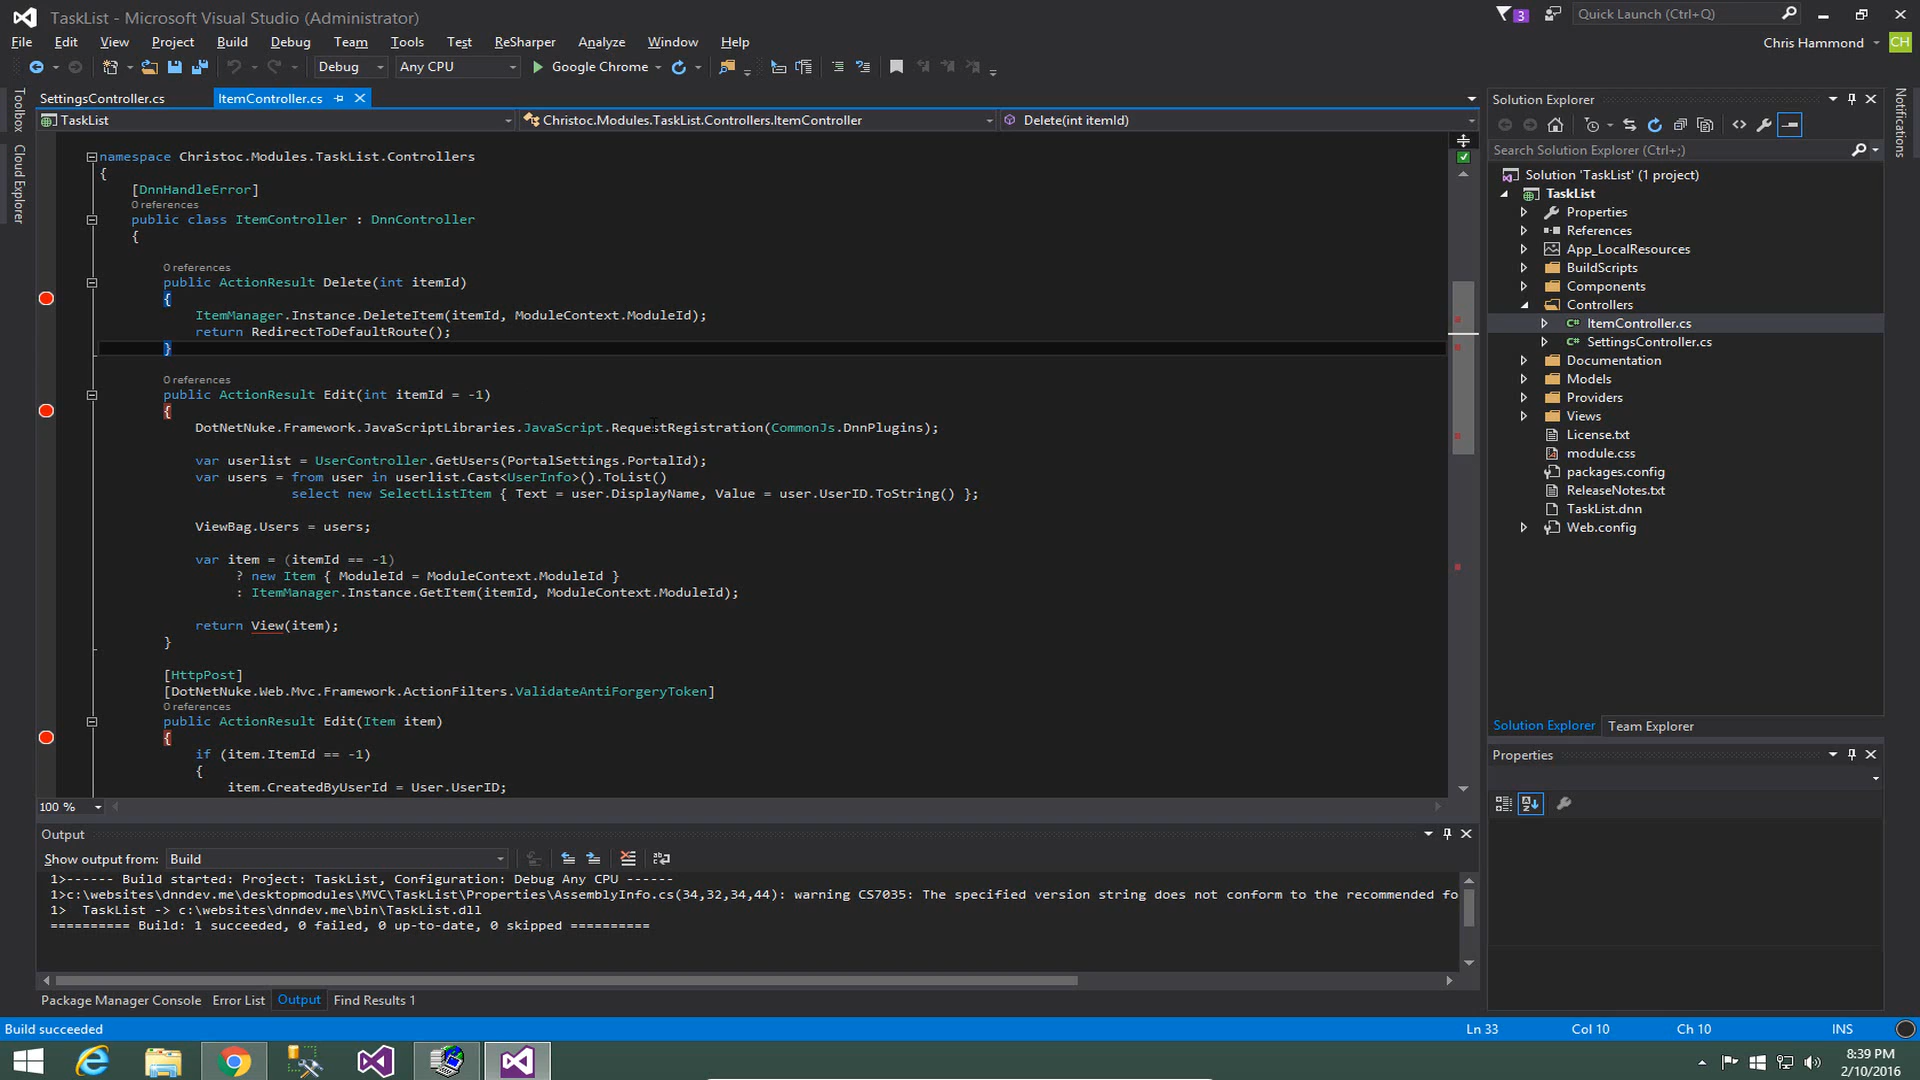 TaskList - Microsoft Visual Studio (Administrator)
3
Quick Launch (Ctrl+Q)
File Edit View Project Build Debug Team Tools Test ReSharper Analyze Window Help
Chris Hammond CH
Debug Any CPU Google Chrome
Toolbox
Cloud Explorer
SettingsController.cs ItemController.cs
TaskList Christoc.Modules.TaskList.Controllers.ItemController Delete(int itemId)
namespace Christoc.Modules.TaskList.Controllers
{
[DnnHandleError]
0 references
public class ItemController : DnnController
{
0 references
public ActionResult Delete(int itemId)
{
ItemManager.Instance.DeleteItem(itemId, ModuleContext.ModuleId);
return RedirectToDefaultRoute();
}
0 references
public ActionResult Edit(int itemId = -1)
{
DotNetNuke.Framework.JavaScriptLibraries.JavaScript.RequestRegistration(CommonJs.DnnPlugins);
var userlist = UserController.GetUsers(PortalSettings.PortalId);
var users = from user in userlist.Cast<UserInfo>().ToList()
select new SelectListItem { Text = user.DisplayName, Value = user.UserID.ToString() };
ViewBag.Users = users;
var item = (itemId == -1)
? new Item { ModuleId = ModuleContext.ModuleId }
: ItemManager.Instance.GetItem(itemId, ModuleContext.ModuleId);
return View(item);
}
[HttpPost]
[DotNetNuke.Web.Mvc.Framework.ActionFilters.ValidateAntiForgeryToken]
0 references
public ActionResult Edit(Item item)
{
if (item.ItemId == -1)
{
item.CreatedByUserId = User.UserID;
100 %
Output
Show output from: Build
1>------ Build started: Project: TaskList, Configuration: Debug Any CPU ------
1>c:\websites\dnndev.me\desktopmodules\MVC\TaskList\Properties\AssemblyInfo.cs(34,32,34,44): warning CS7035: The specified version string does not conform to the recommended fo
1>  TaskList -> c:\websites\dnndev.me\bin\TaskList.dll
========== Build: 1 succeeded, 0 failed, 0 up-to-date, 0 skipped ==========
Package Manager Console Error List Output Find Results 1
Solution Explorer
Search Solution Explorer (Ctrl+;)
Solution 'TaskList' (1 project)
TaskList
Properties
References
App_LocalResources
BuildScripts
Components
Controllers
C# ItemController.cs
C# SettingsController.cs
Documentation
Models
Providers
Views
License.txt
module.css
packages.config
ReleaseNotes.txt
TaskList.dnn
Web.config
Solution Explorer Team Explorer
Properties
Notifications
Build succeeded Ln 33 Col 10 Ch 10 INS
8:39 PM
2/10/2016